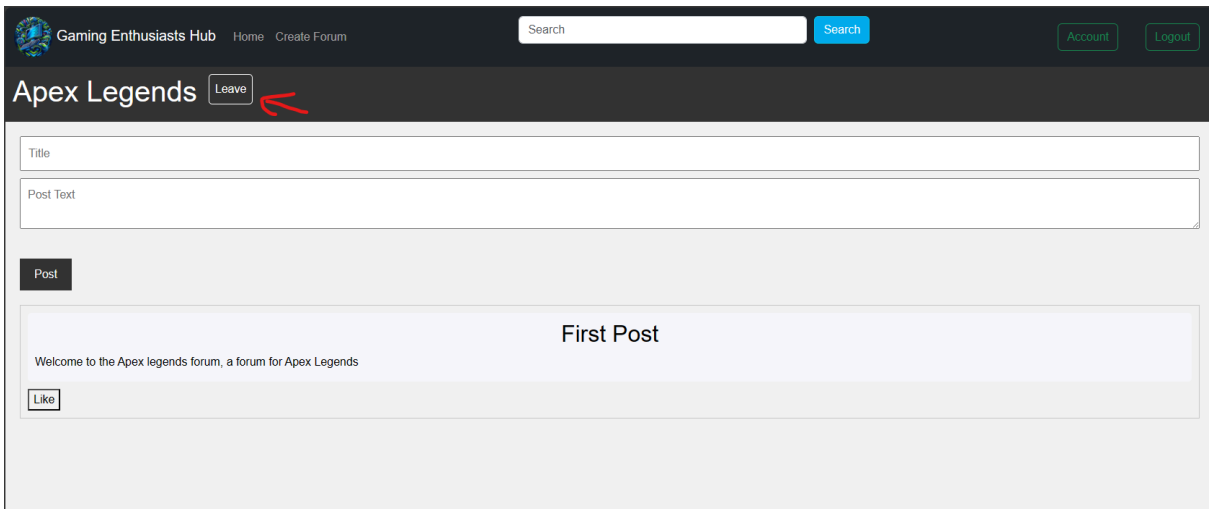 Gaming Enthusiasts Hub Home Create Forum Search Search Account Logout
Apex Legends Leave
Title
Post Text
Post
First Post
Welcome to the Apex legends forum, a forum for Apex Legends
Like